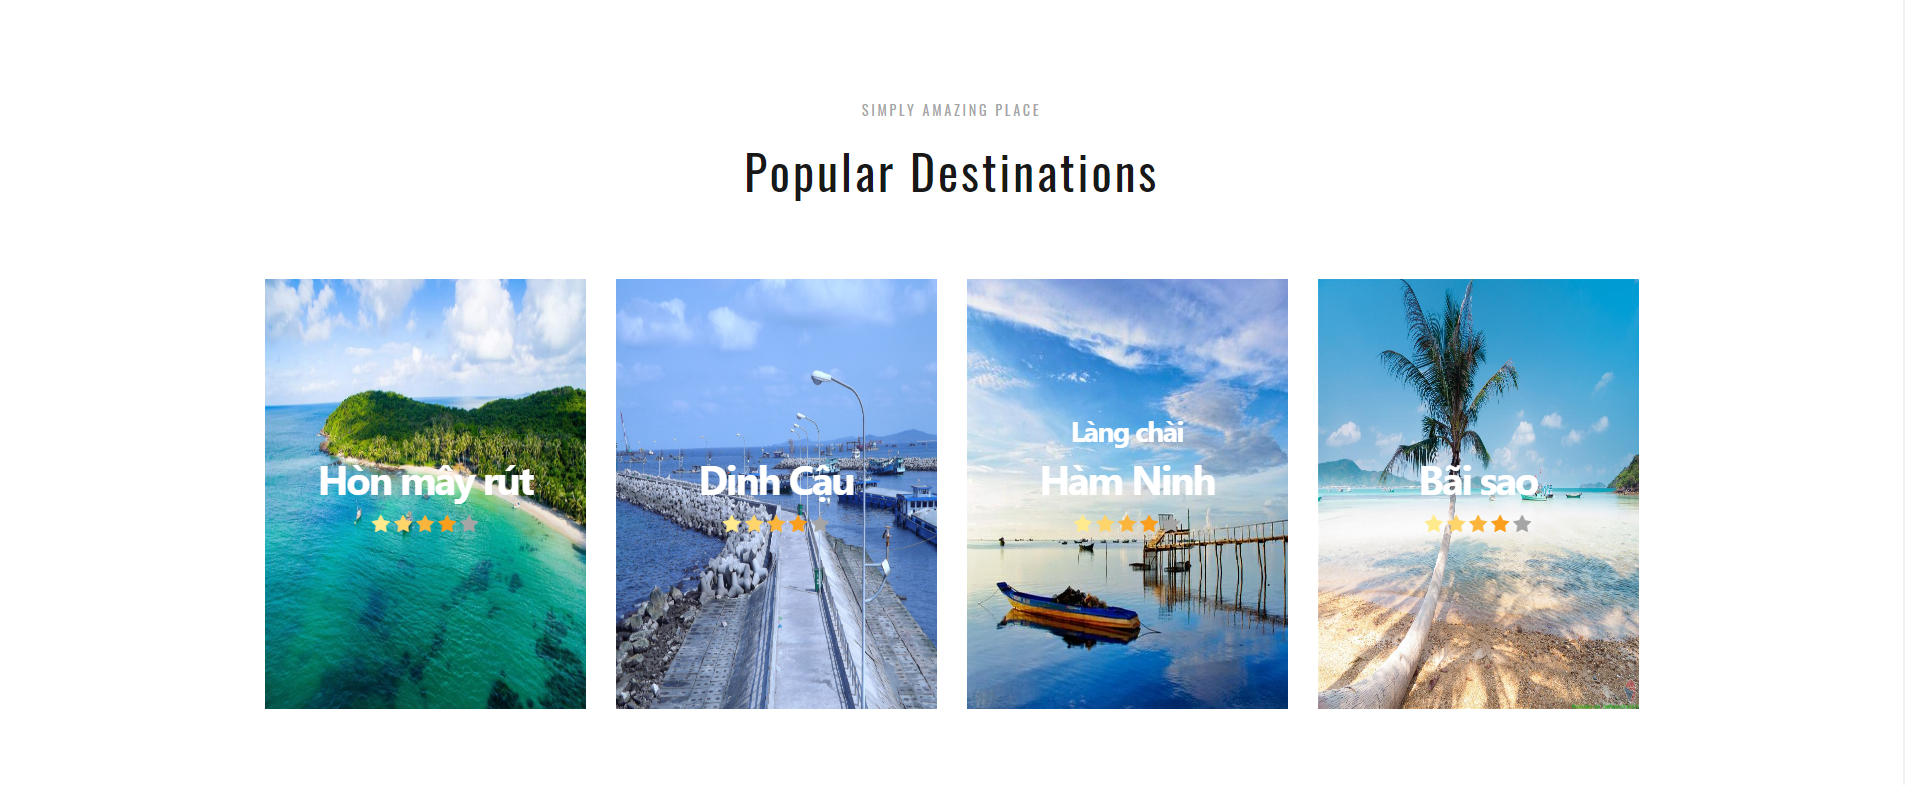 SIMPLY AMAZING PLACE
Popular Destinations
Hòn mây rút
Dinh Cậu
Làng chài
Hàm Ninh
Bãi sao